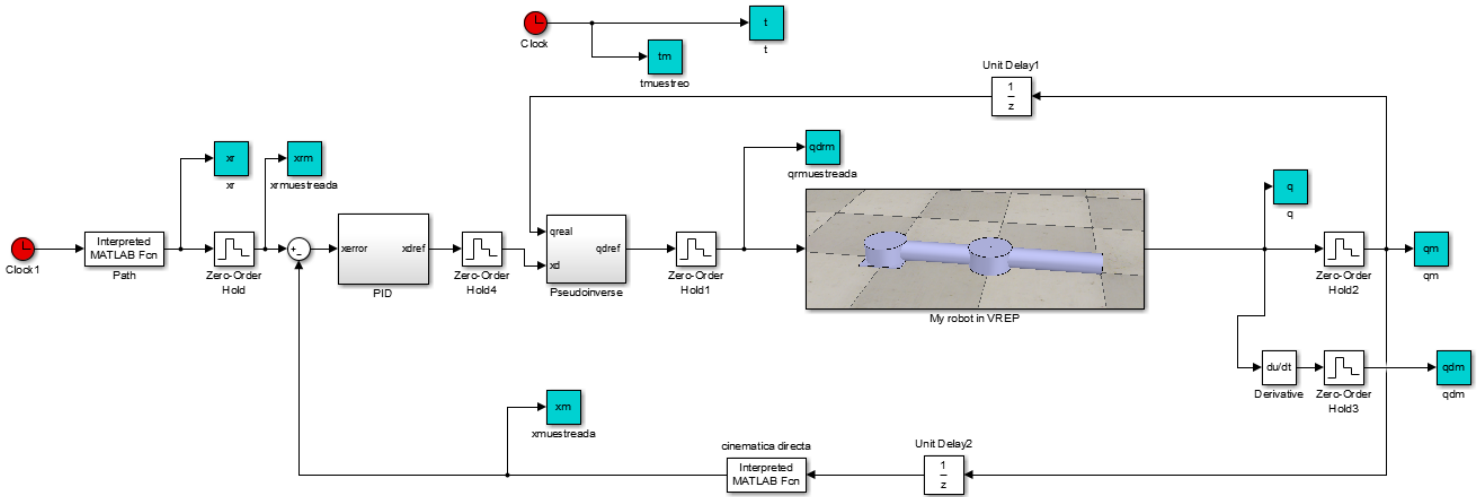 Clock
t
t
tm
tmuestreo
Unit Delay1
1
z
xr
xr
xrm
xrmuestreada
qdrm
qrmuestreada
q
q
Clock1
Interpreted
MATLAB Fcn
Path
Zero-Order
Hold
+
−
xerror
xdref
PID
Zero-Order
Hold4
qreal
xd
qdref
Pseudoinverse
Zero-Order
Hold1
My robot in VREP
Zero-Order
Hold2
qm
qm
du/dt
Derivative
Zero-Order
Hold3
qdm
qdm
xm
xmuestreada
cinematica directa
Interpreted
MATLAB Fcn
Unit Delay2
1
z